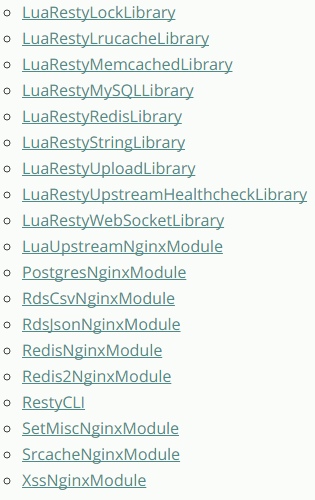 LuaRestyLockLibrary
LuaRestyLrucacheLibrary
LuaRestyMemcachedLibrary
LuaRestyMySQLLibrary
LuaRestyRedisLibrary
LuaRestyStringLibrary
LuaRestyUploadLibrary
LuaRestyUpstreamHealthcheckLibrary
LuaRestyWebSocketLibrary
LuaUpstreamNginxModule
PostgresNginxModule
RdsCsvNginxModule
RdsJsonNginxModule
RedisNginxModule
Redis2NginxModule
RestyCLI
SetMiscNginxModule
SrcacheNginxModule
XssNginxModule